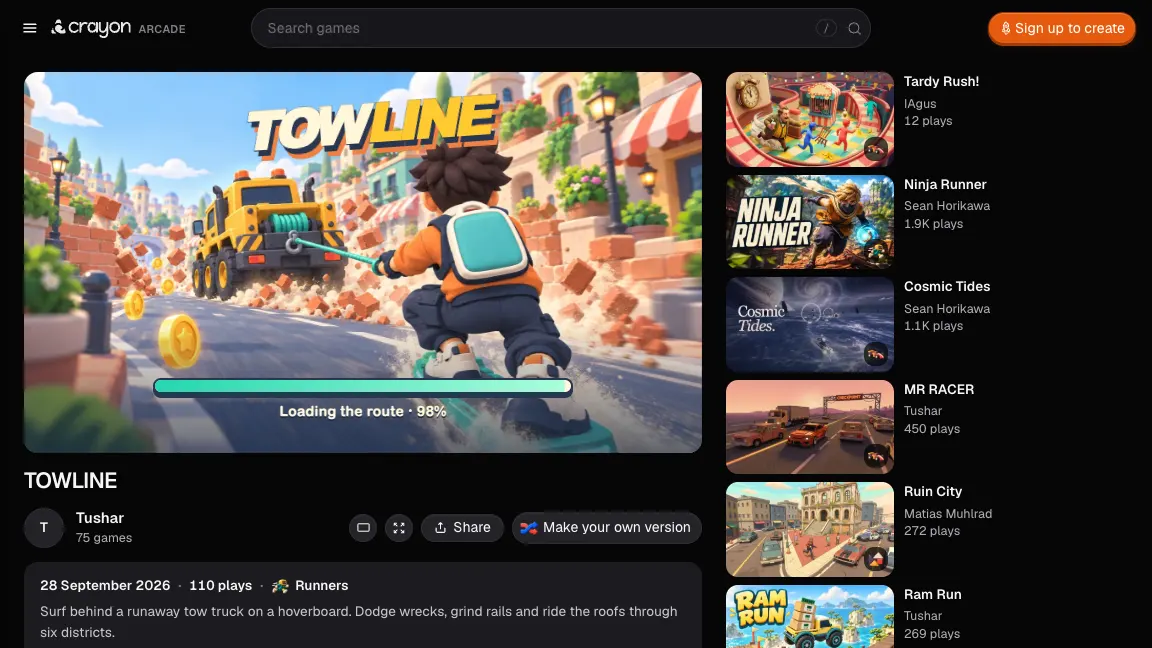 crayon ARCADE
Search games
/
Sign up to create
TOWLINE
Loading the route · 98%
TOWLINE
T
Tushar
75 games
Share
Make your own version
28 September 2026 · 110 plays · Runners
Surf behind a runaway tow truck on a hoverboard. Dodge wrecks, grind rails and ride the roofs through
six districts.
Tardy Rush!
IAgus
12 plays
NINJA
RUNNER
Ninja Runner
Sean Horikawa
1.9K plays
Cosmic
Tides.
Cosmic Tides
Sean Horikawa
1.1K plays
MR RACER
Tushar
450 plays
Ruin City
Matias Muhlrad
272 plays
RAM
RUN
Ram Run
Tushar
269 plays